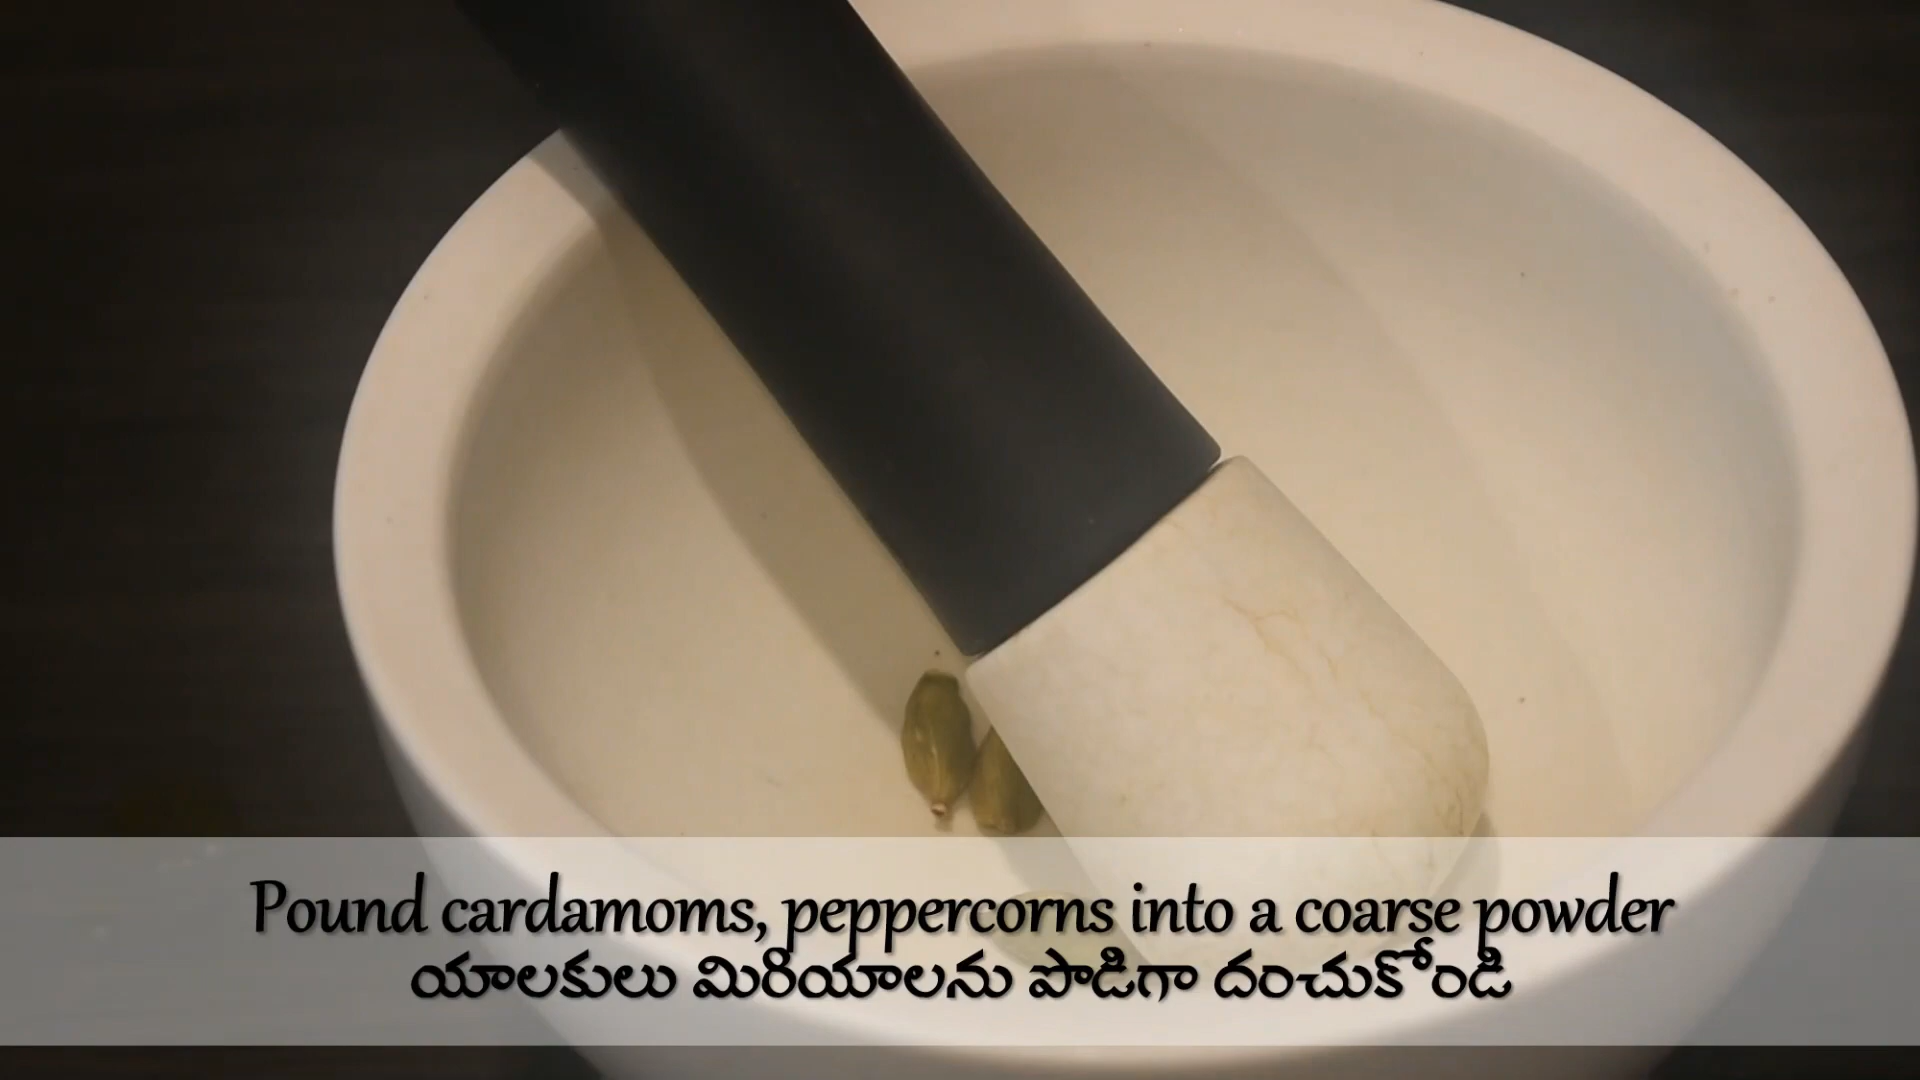 Pound cardamoms, peppercorns into a coarse powder
యాలకులు మిరియాలను పొడిగా దంచుకోండి